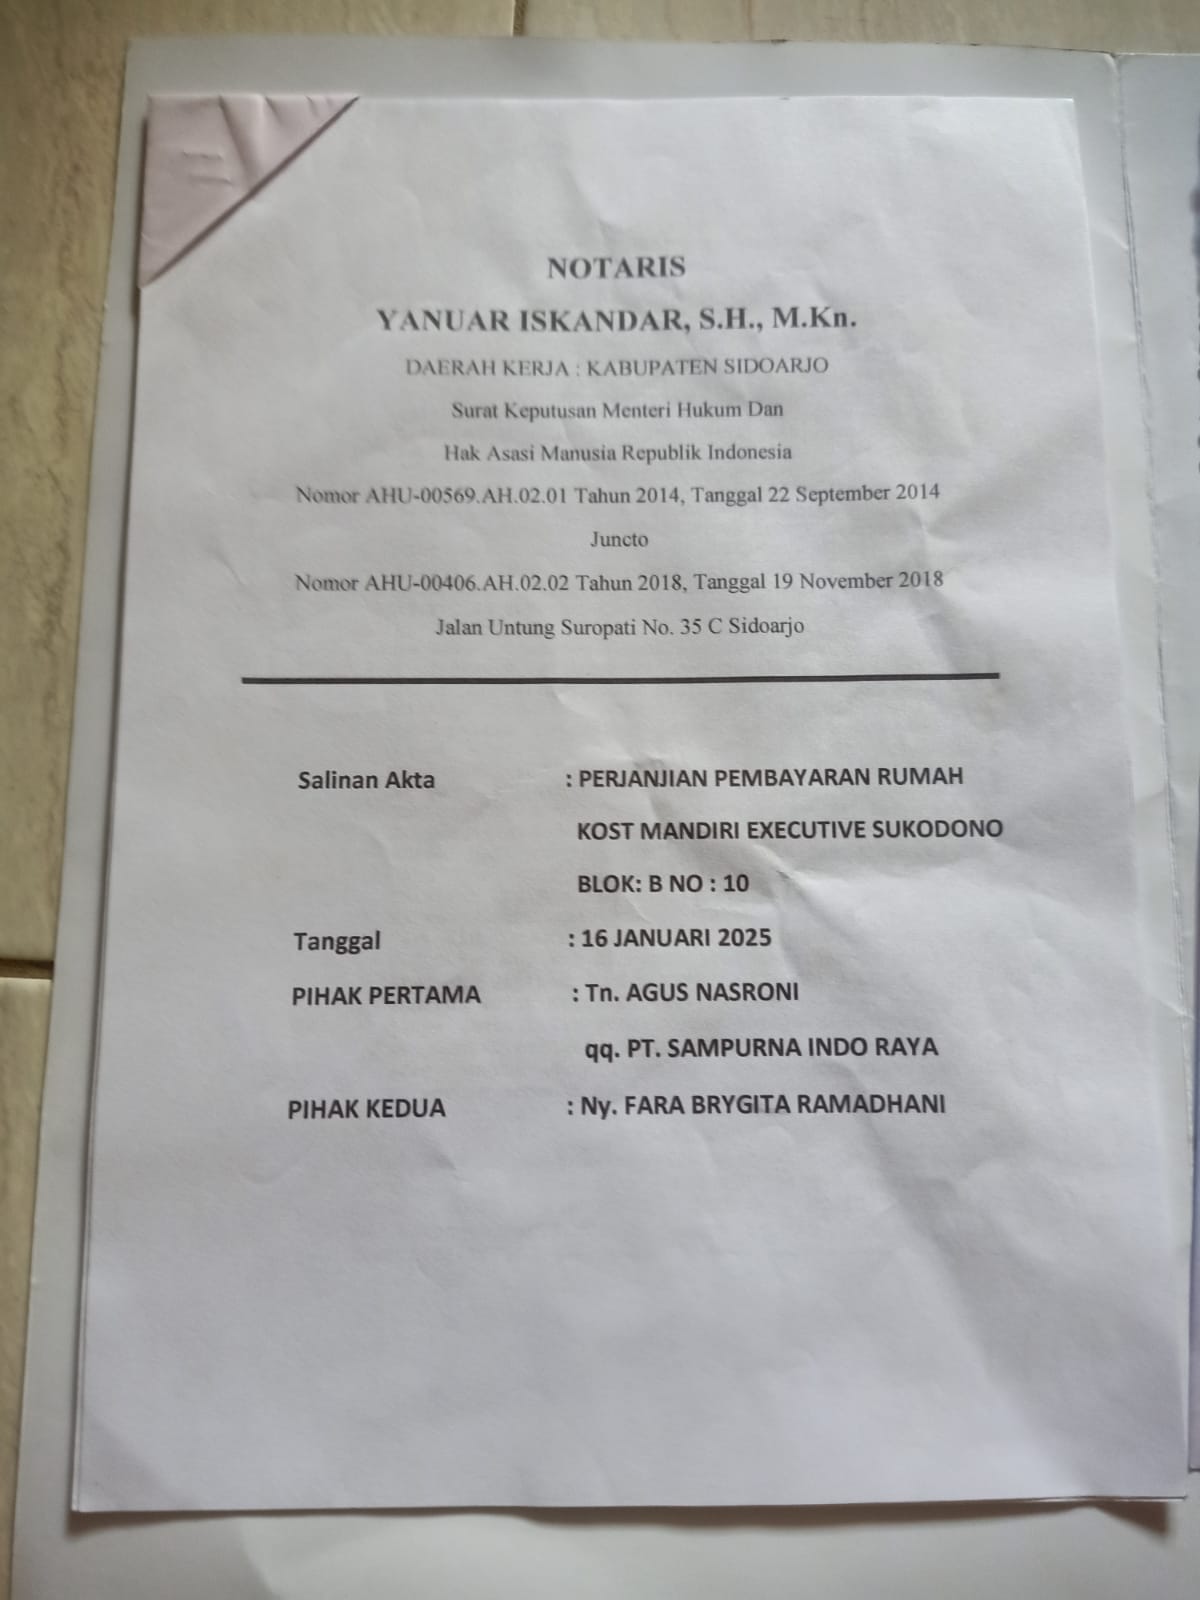 NOTARIS
YANUAR ISKANDAR, S.H., M.Kn.
DAERAH KERJA : KABUPATEN SIDOARJO
Surat Keputusan Menteri Hukum Dan
Hak Asasi Manusia Republik Indonesia
Nomor AHU-00569.AH.02.01 Tahun 2014, Tanggal 22 September 2014
Juncto
Nomor AHU-00406.AH.02.02 Tahun 2018, Tanggal 19 November 2018
Jalan Untung Suropati No. 35 C Sidoarjo
Salinan Akta : PERJANJIAN PEMBAYARAN RUMAH
KOST MANDIRI EXECUTIVE SUKODONO
BLOK: B NO : 10
Tanggal : 16 JANUARI 2025
PIHAK PERTAMA : Tn. AGUS NASRONI
qq. PT. SAMPURNA INDO RAYA
PIHAK KEDUA : Ny. FARA BRYGITA RAMADHANI